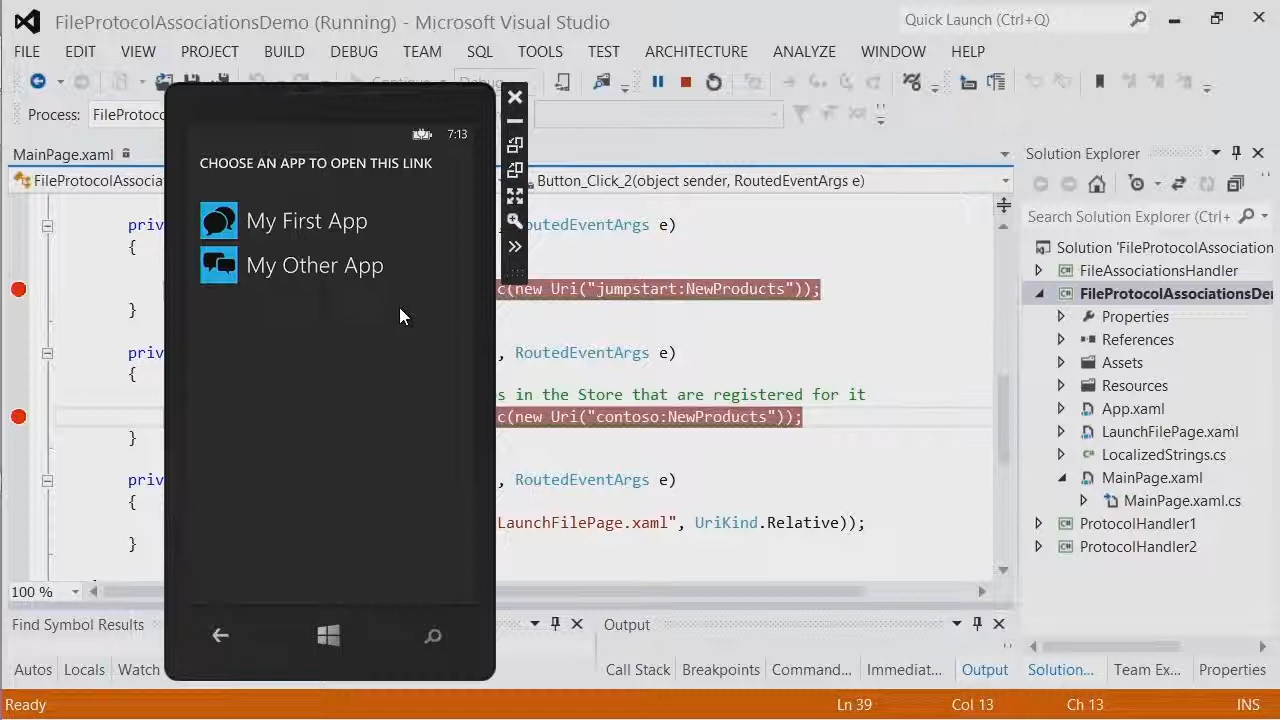 FileProtocolAssociationsDemo (Running) - Microsoft Visual Studio
Quick Launch (Ctrl+Q)
FILE EDIT VIEW PROJECT BUILD DEBUG TEAM SQL TOOLS TEST ARCHITECTURE ANALYZE WINDOW HELP
Continue Debug
Process: FileProtoc
MainPage.xaml
FileProtocolAssocia
Button_Click_2(object sender, RoutedEventArgs e)
7:13
CHOOSE AN APP TO OPEN THIS LINK
My First App
My Other App
priv outedEventArgs e)
{
c(new Uri("jumpstart:NewProducts"));
}
priv , RoutedEventArgs e)
{
s in the Store that are registered for it
c(new Uri("contoso:NewProducts"));
}
priv , RoutedEventArgs e)
{
LaunchFilePage.xaml", UriKind.Relative));
}
100 %
Solution Explorer
Search Solution Explorer (Ctrl+
Solution 'FileProtocolAssociation
FileAssociationsHandler
FileProtocolAssociationsDe
Properties
References
Assets
Resources
App.xaml
LaunchFilePage.xaml
LocalizedStrings.cs
MainPage.xaml
MainPage.xaml.cs
ProtocolHandler1
ProtocolHandler2
Find Symbol Results
Output
Autos Locals Watch
Call Stack Breakpoints Command... Immediat... Output
Solution... Team Ex... Properties
Ready Ln 39 Col 13 Ch 13 INS